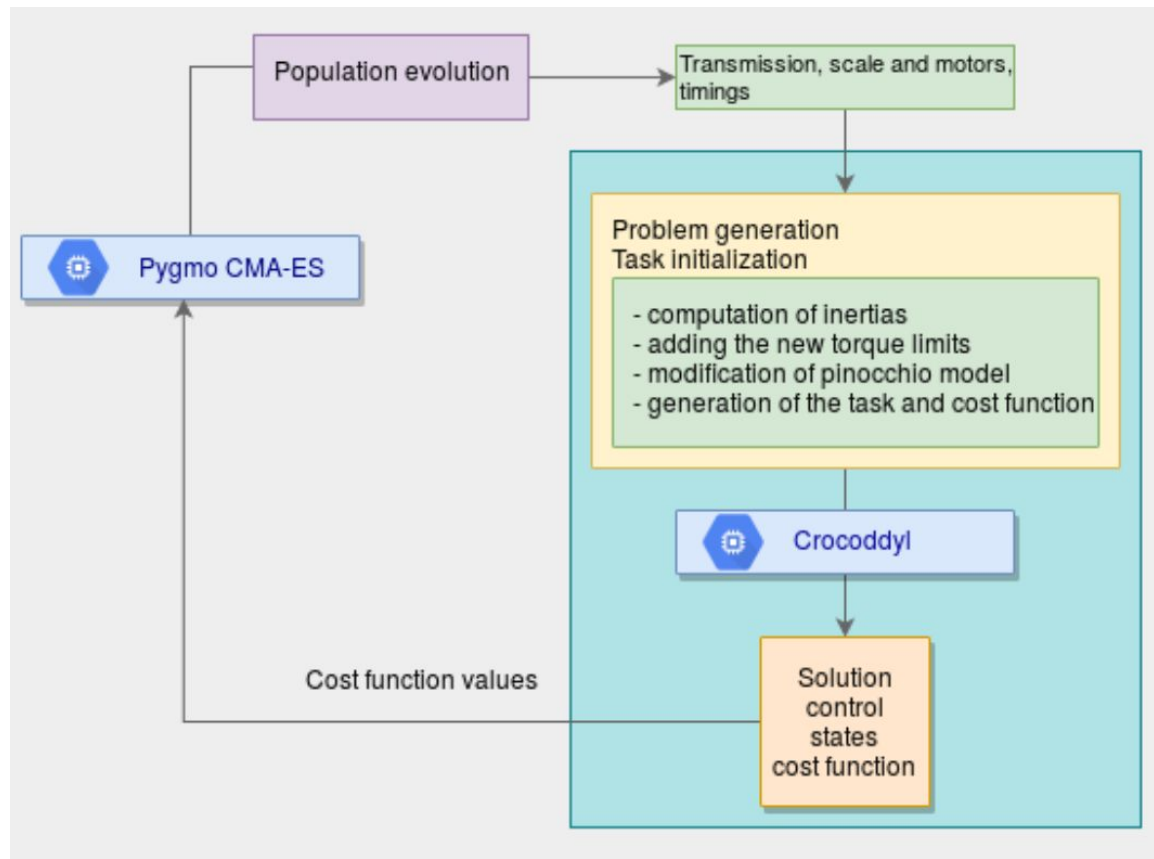 Population evolution
Transmission, scale and motors,
timings
Problem generation
Task initialization
- computation of inertias
- adding the new torque limits
- modification of pinocchio model
- generation of the task and cost function
Pygmo CMA-ES
Crocoddyl
Cost function values
Solution
control
states
cost function